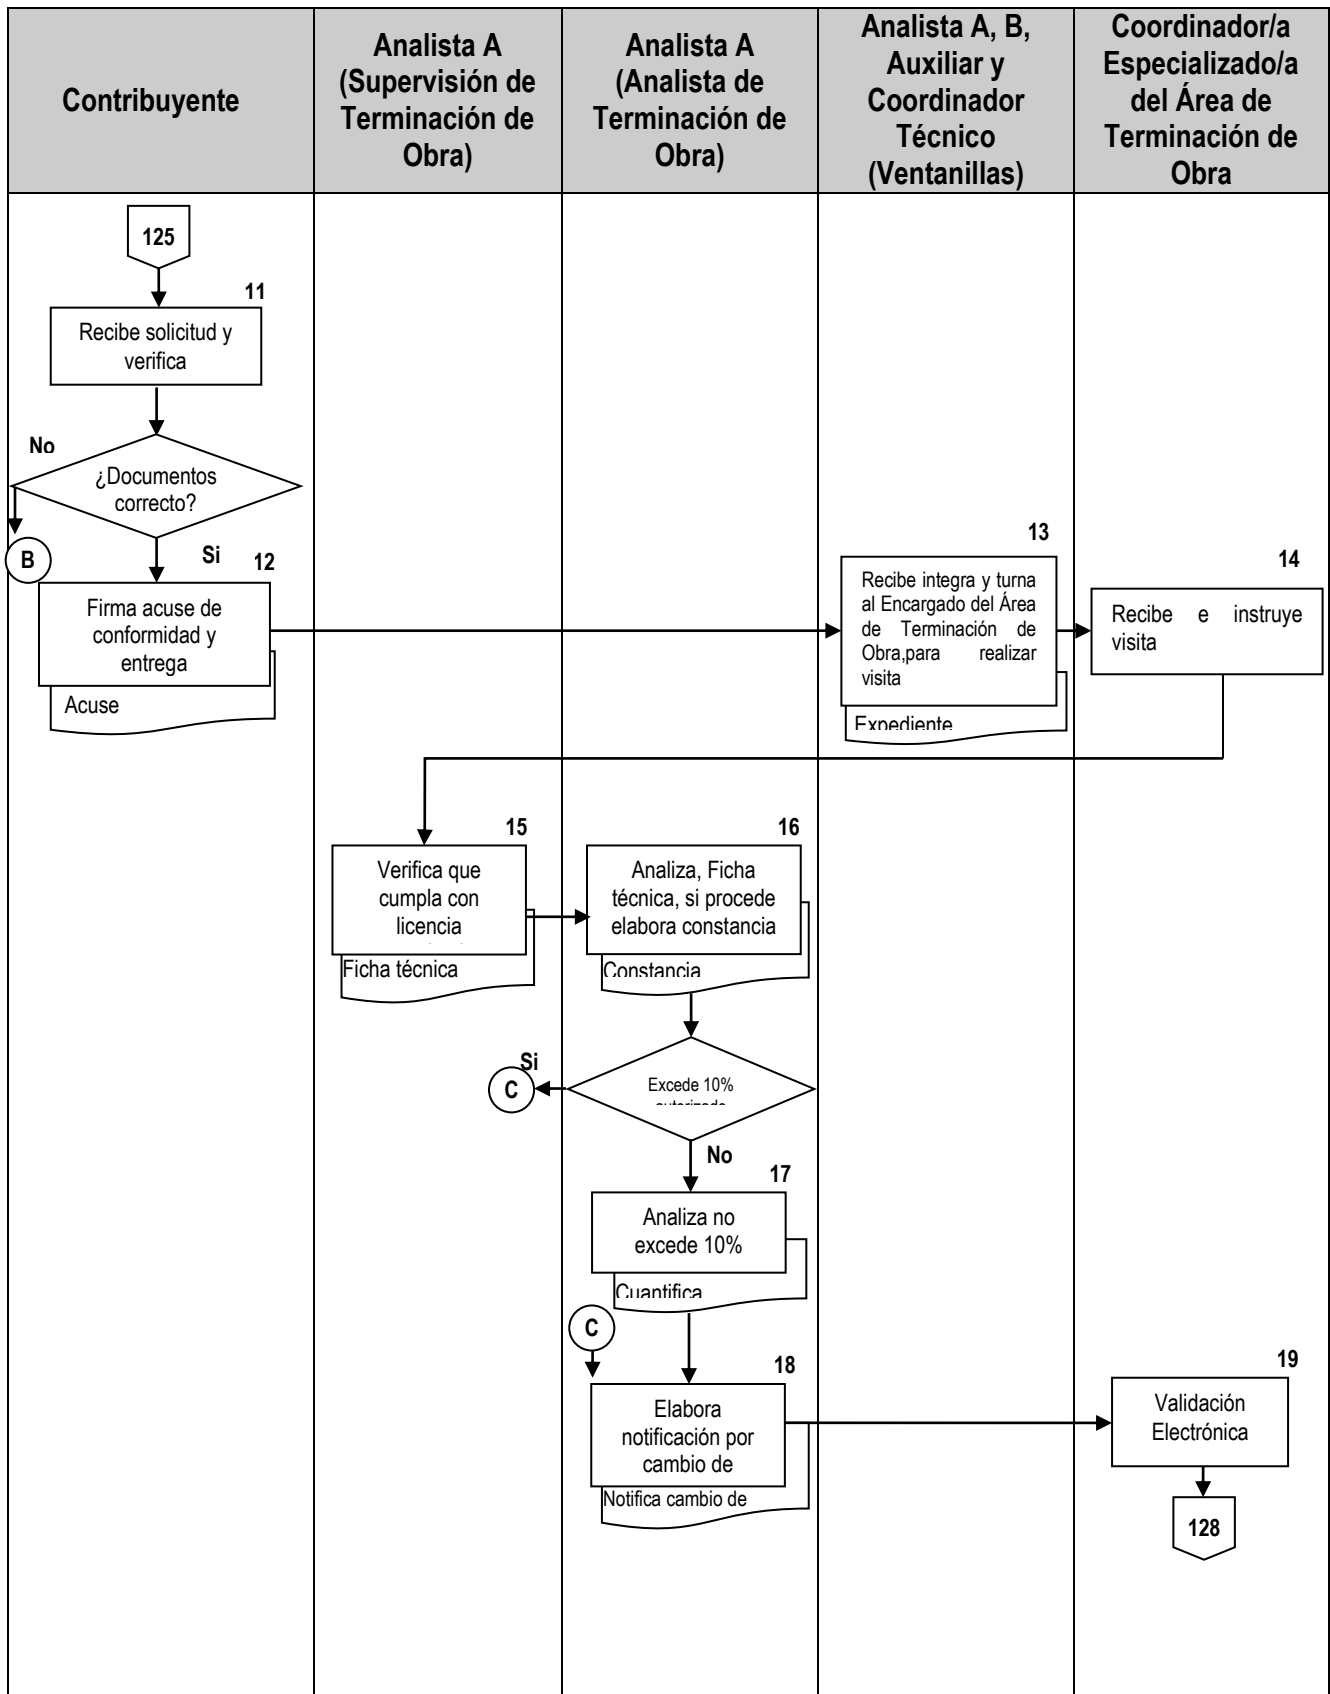 Contribuyente
Analista A
(Supervisión de
Terminación de
Obra)
Analista A
(Analista de
Terminación de
Obra)
Analista A, B,
Auxiliar y
Coordinador
Técnico
(Ventanillas)
Coordinador/a
Especializado/a
del Área de
Terminación de
Obra
125
11
Recibe solicitud y
verifica
No
¿Documentos
correcto?
B
Si
12
Firma acuse de
conformidad y
entrega
Acuse
13
Recibe integra y turna
al Encargado del Área
de Terminación de
Obra,para realizar
visita
Expediente
14
Recibe e instruye
visita
15
Verifica que
cumpla con
licencia
Ficha técnica
16
Analiza, Ficha
técnica, si procede
elabora constancia
Constancia
Si
C
Excede 10%
autorizado
No
17
Analiza no
excede 10%
Cuantifica
C
18
Elabora
notificación por
cambio de
Notifica cambio de
19
Validación
Electrónica
128